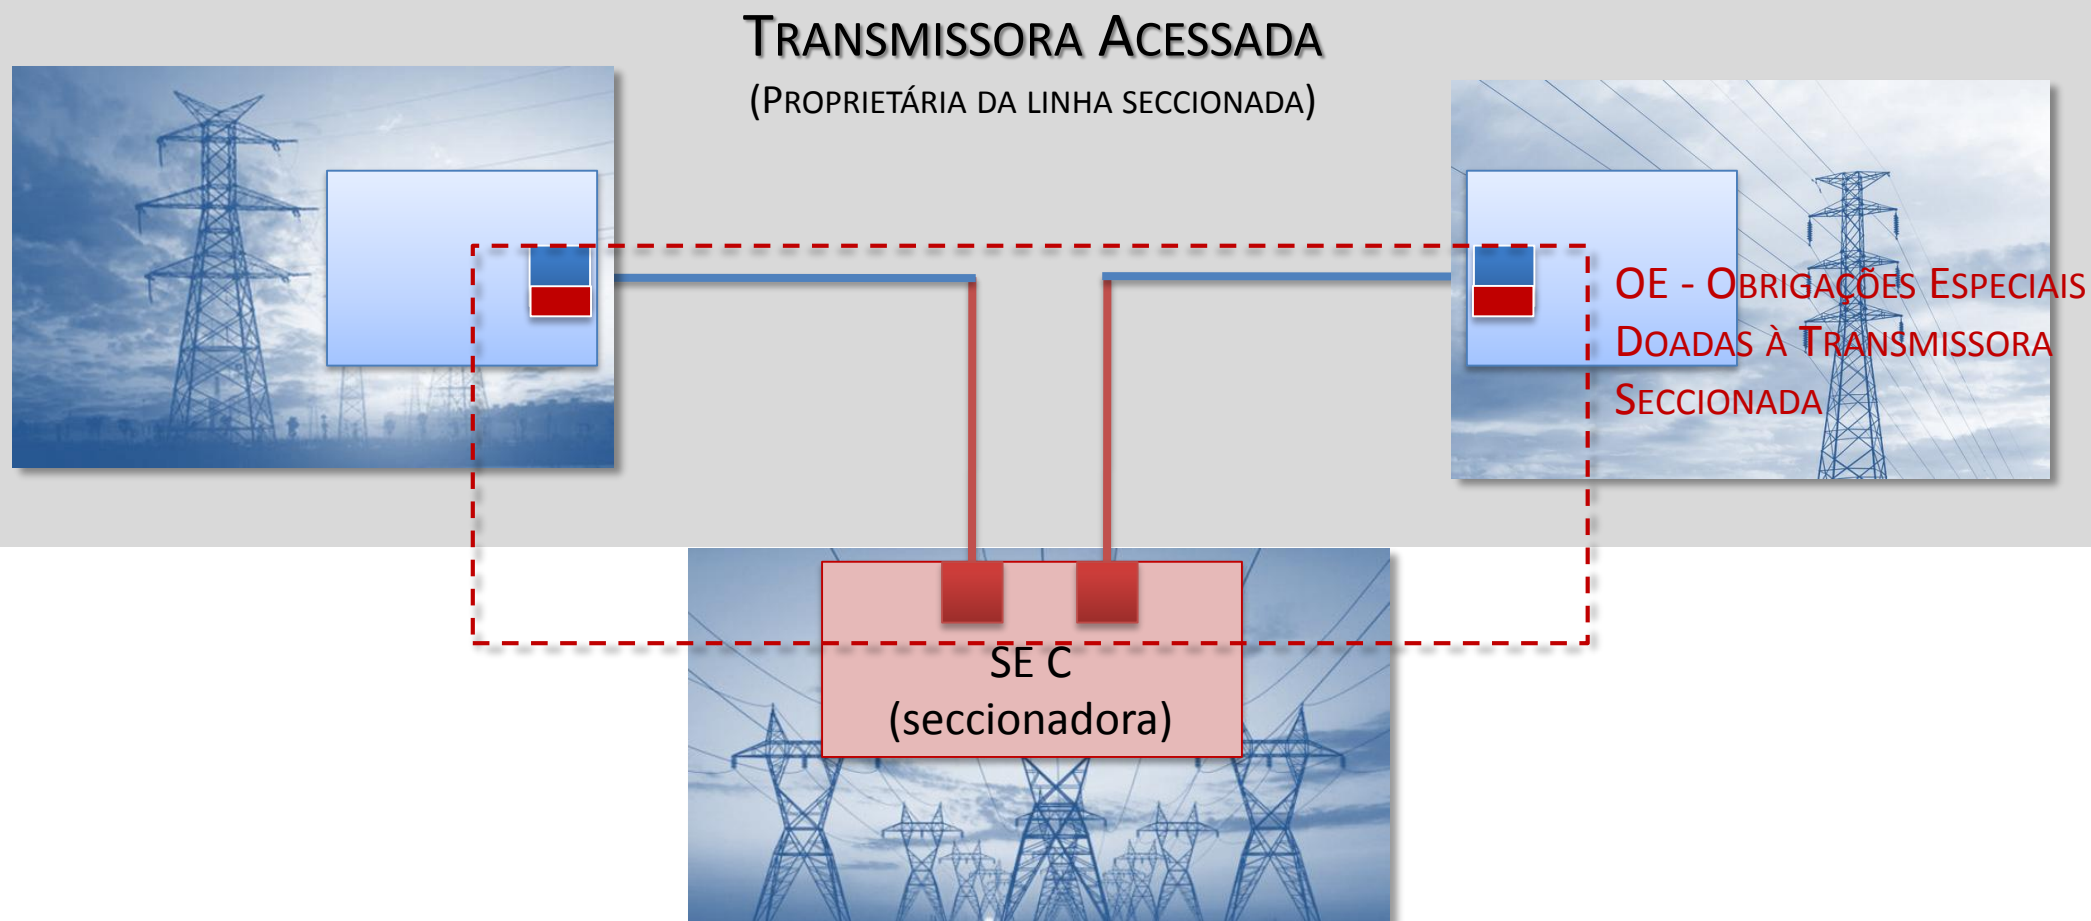 TRANSMISSORA ACESSADA
(PROPRIETÁRIA DA LINHA SECCIONADA)
OE - OBRIGAÇÕES ESPECIAIS
DOADAS À TRANSMISSORA
SECCIONADA
SE C
(seccionadora)